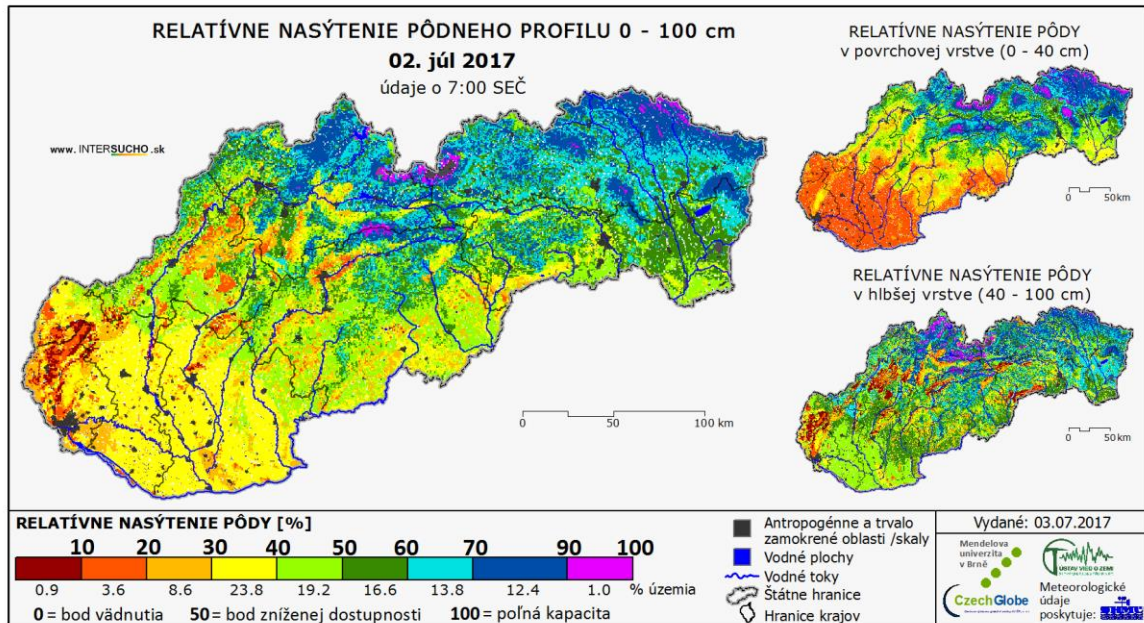 RELATÍVNE NASÝTENIE PÔDNEHO PROFILU 0 - 100 cm
02. júl 2017
údaje o 7:00 SEČ
www. INTERSUCHO .sk
0 50 100 km
RELATÍVNE NASÝTENIE PÔDY
v povrchovej vrstve (0 - 40 cm)
0 50km
RELATÍVNE NASÝTENIE PÔDY
v hlbšej vrstve (40 - 100 cm)
0 50km
RELATÍVNE NASÝTENIE PÔDY [%]
10 20 30 40 50 60 70 90 100
0.9 3.6 8.6 23.8 19.2 16.6 13.8 12.4 1.0 % územia
0 = bod vädnutia 50 = bod zníženej dostupnosti 100 = poľná kapacita
Antropogénne a trvalo
zamokrené oblasti /skaly
Vodné plochy
Vodné toky
Štátne hranice
Hranice krajov
Vydané: 03.07.2017
Mendelova
univerzita
v Brně
CzechGlobe
ÚSTAV VIED O ZEMI
Meteorologické
údaje
poskytuje: